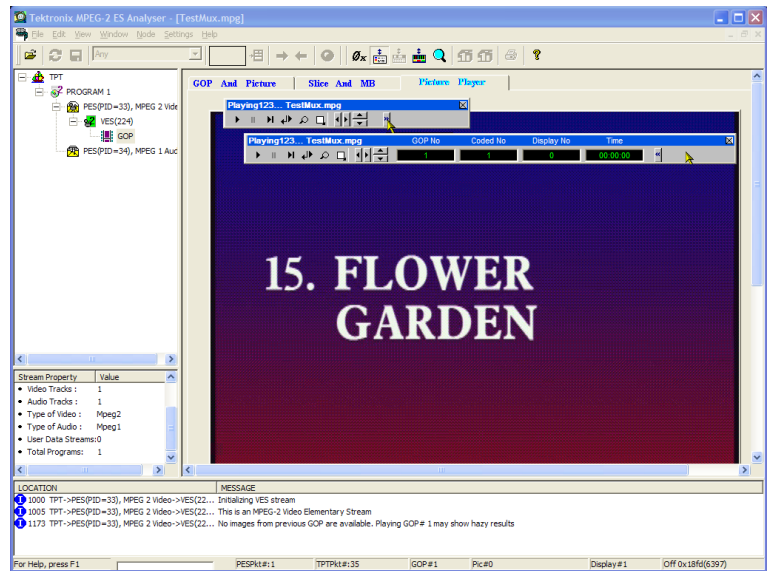 Tektronix MPEG-2 ES Analyser - [TestMux.mpg]
File Edit View Window Node Settings Help
Any
TPT
PROGRAM 1
PES(PID=33), MPEG 2 Vide
VES(224)
GOP
PES(PID=34), MPEG 1 Auc
GOP And Picture | Slice And MB Picture Player |
Playing123... TestMux.mpg
Playing123... TestMux.mpg GOP No Coded No Display No Time
1 1 0 00:00:00
15. FLOWER
GARDEN
Stream Property Value
Video Tracks : 1
Audio Tracks : 1
Type of Video : Mpeg2
Type of Audio : Mpeg1
User Data Streams:0
Total Programs: 1
LOCATION MESSAGE
1000 TPT->PES(PID=33), MPEG 2 Video->VES(22... Initializing VES stream
1005 TPT->PES(PID=33), MPEG 2 Video->VES(22... This is an MPEG-2 Video Elementary Stream
1173 TPT->PES(PID=33), MPEG 2 Video->VES(22... No images from previous GOP are available. Playing GOP# 1 may show hazy results
For Help, press F1 PESPkt#:1 TPTPkt#:35 GOP#1 Pic#0 Display#1 Off 0x18fd(6397)